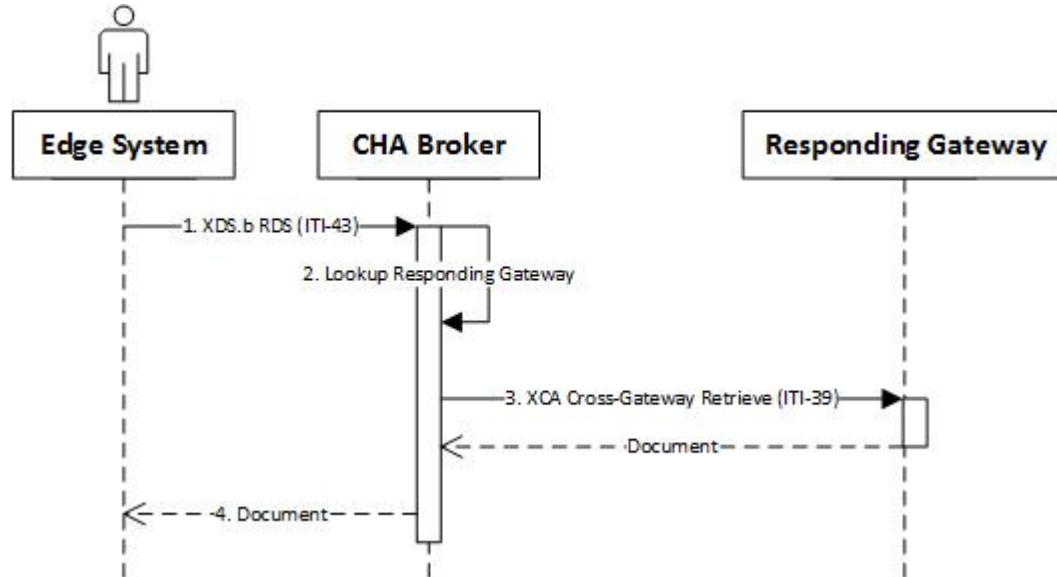 Edge System
CHA Broker
Responding Gateway
1. XDS.b RDS (ITI-43)
2. Lookup Responding Gateway
3. XCA Cross-Gateway Retrieve (ITI-39)
Document
4. Document